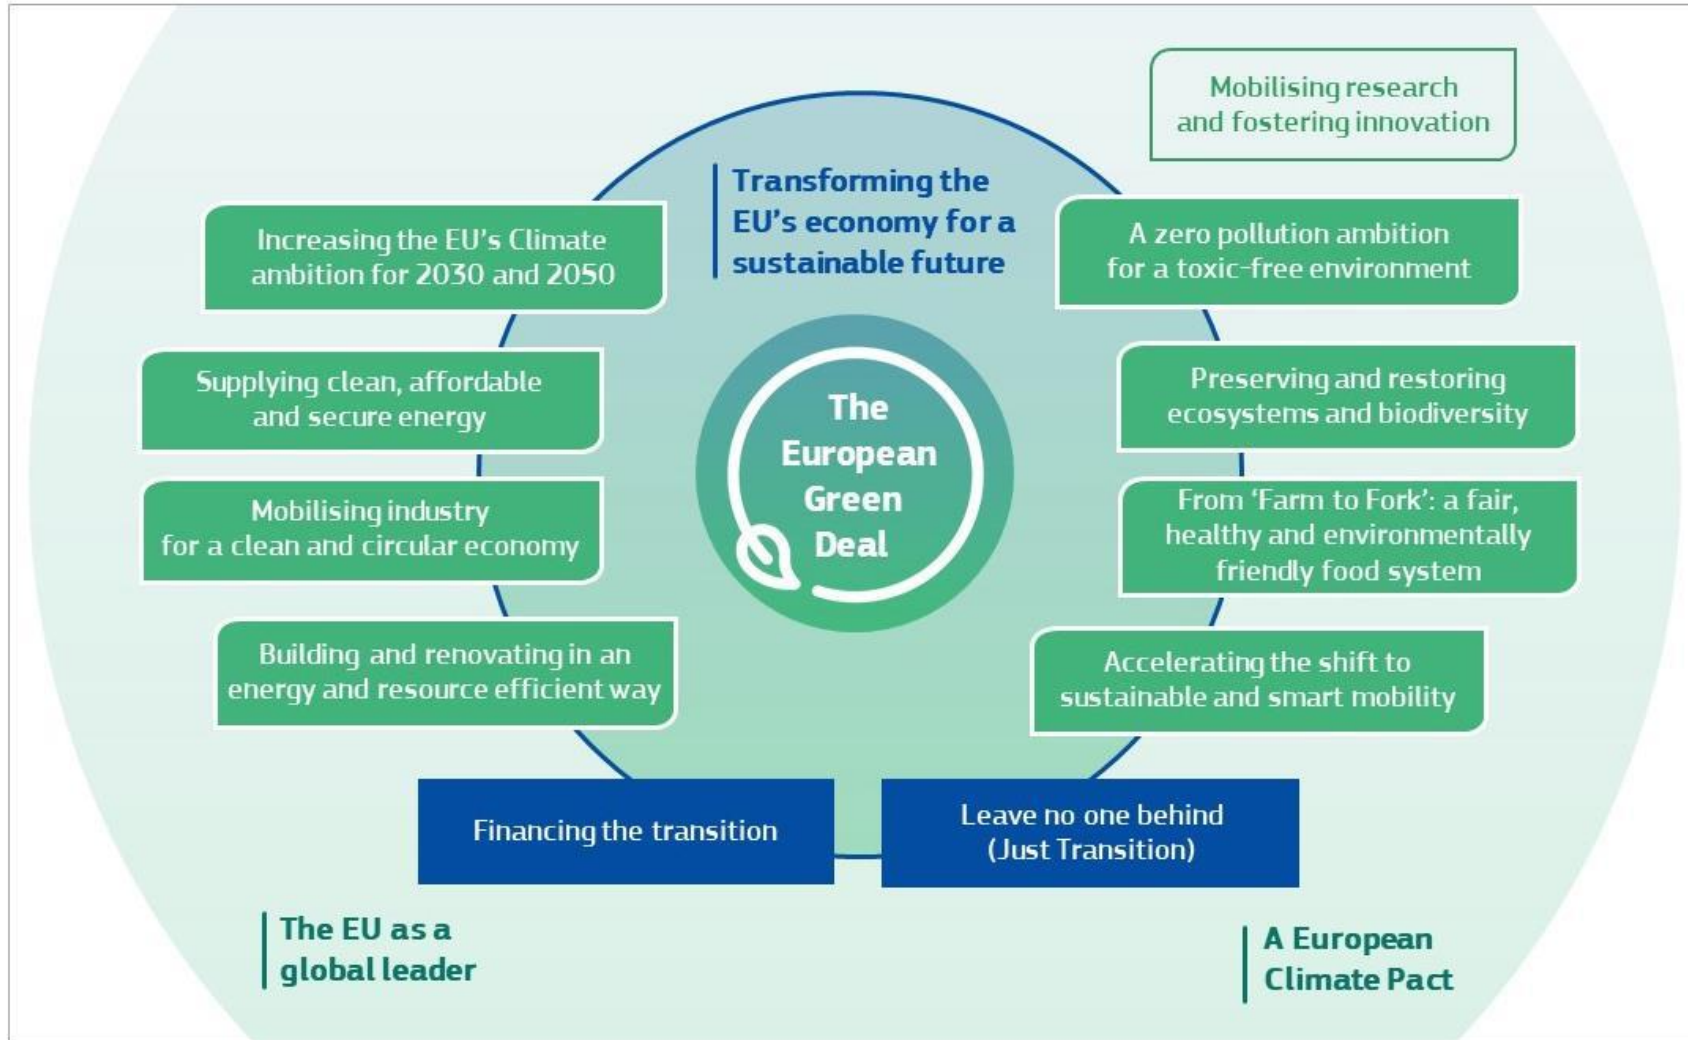 Mobilising research
and fostering innovation
Transforming the
EU's economy for a
sustainable future
Increasing the EU's Climate
ambition for 2030 and 2050
A zero pollution ambition
for a toxic-free environment
Supplying clean, affordable
and secure energy
Preserving and restoring
ecosystems and biodiversity
The
European
Green
Deal
Mobilising industry
for a clean and circular economy
From ‘Farm to Fork’: a fair,
healthy and environmentally
friendly food system
Building and renovating in an
energy and resource efficient way
Accelerating the shift to
sustainable and smart mobility
Financing the transition
Leave no one behind
(Just Transition)
The EU as a
global leader
A European
Climate Pact